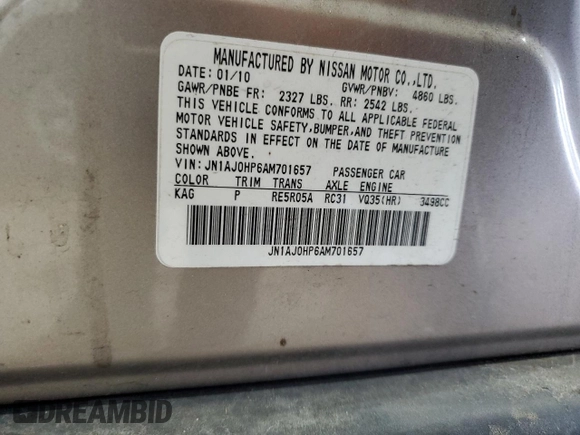 MANUFACTURED BY NISSAN MOTOR CO.,LTD.
DATE: 01/10 GVWR/PNBV: 4860 LBS.
GAWR/PNBE FR: 2327 LBS. RR: 2542 LBS.
THIS VEHICLE CONFORMS TO ALL APPLICABLE FEDERAL
MOTOR VEHICLE SAFETY,BUMPER,AND THEFT PREVENTION
STANDARDS IN EFFECT ON THE DATE OF MANUFACTURE
SHOWN ABOVE.
VIN: JN1AJ0HP6AM701657 PASSENGER CAR
COLOR TRIM TRANS AXLE ENGINE
KAG P RE5R05A RC31 VQ35(HR) 3498CC
JN1AJ0HP6AM701657
DREAMBID